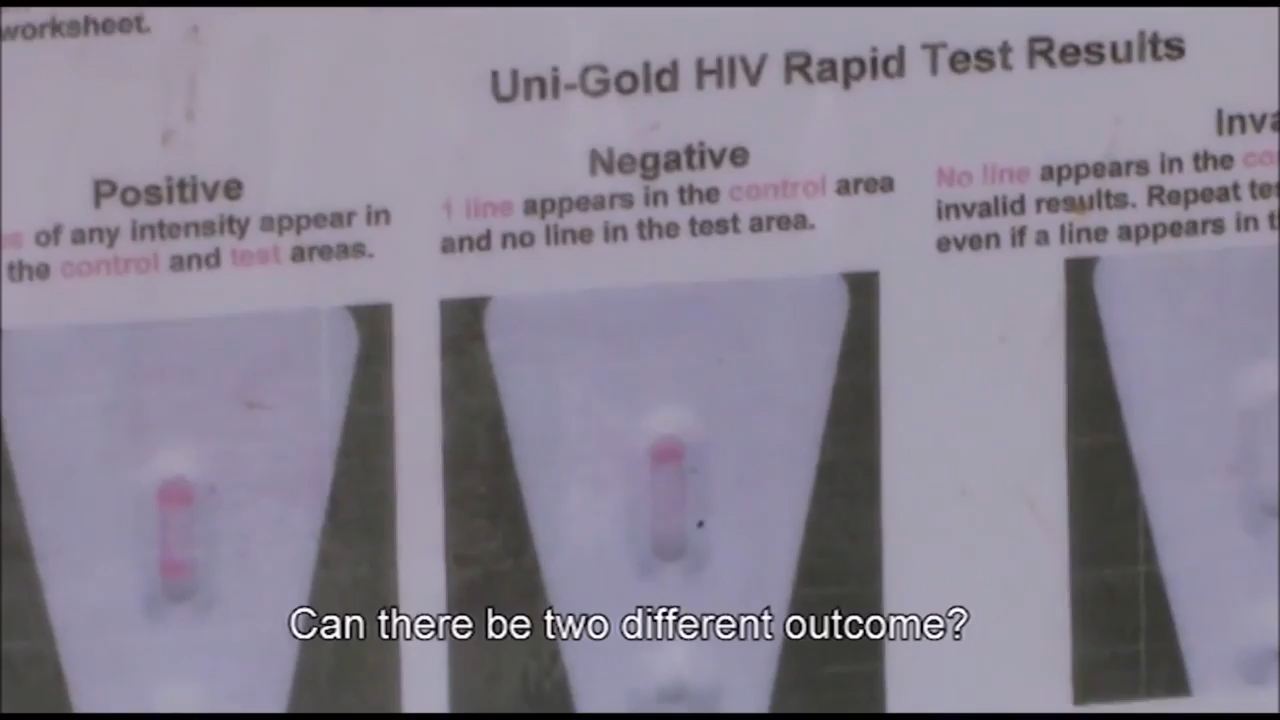 worksheet.
Uni-Gold HIV Rapid Test Results
Positive
of any intensity appear in
the control and test areas.
Negative
1 line appears in the control area
and no line in the test area.
No line appears in the
invalid results. Repeat
even if a line appears in
Can there be two different outcome?